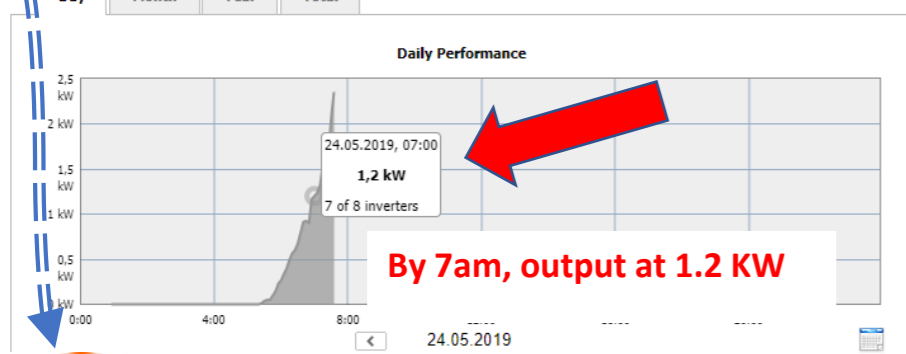 Daily Performance
2,5
kW
2 kW
1,5
kW
1 kW
0,5
kW
kW
24.05.2019, 07:00
1,2 kW
7 of 8 inverters
By 7am, output at 1.2 KW
0:00 4:00 8:00
24.05.2019